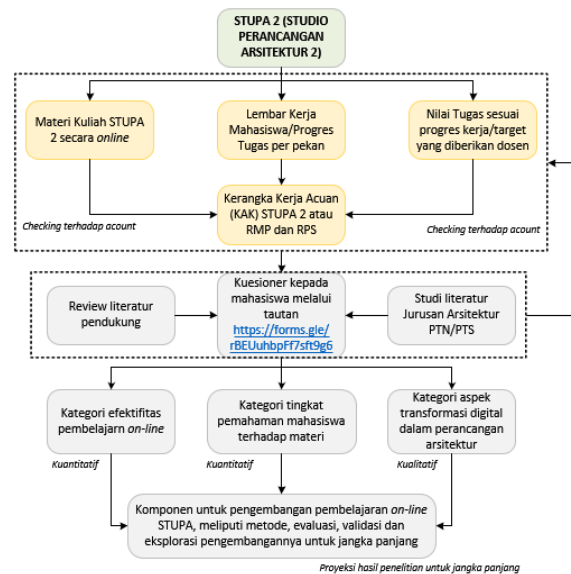 STUPA 2 (STUDIO
PERANCANGAN
ARSITEKTUR 2)
Materi Kuliah STUPA
2 secara online
Lembar Kerja
Mahasiswa/Progres
Tugas per pekan
Nilai Tugas sesuai
progres kerja/target
yang diberikan dosen
Kerangka Kerja Acuan
(KAK) STUPA 2 atau
RMP dan RPS
Checking terhadap acount
Checking terhadap acount
Review literatur
pendukung
Kuesioner kepada
mahasiswa melalui
tautan
https://forms.gle/
rBEUuhbpFf7sft9g6
Studi literatur
Jurusan Arsitektur
PTN/PTS
Kategori efektifitas
pembelajarn on-line
Kategori tingkat
pemahaman mahasiswa
terhadap materi
Kategori aspek
transformasi digital
dalam perancangan
arsitektur
Kuantitatif
Kuantitatif
Kualitatif
Komponen untuk pengembangan pembelajaran on-line
STUPA, meliputi metode, evaluasi, validasi dan
eksplorasi pengembangannya untuk jangka panjang
Proyeksi hasil penelitian untuk jangka panjang